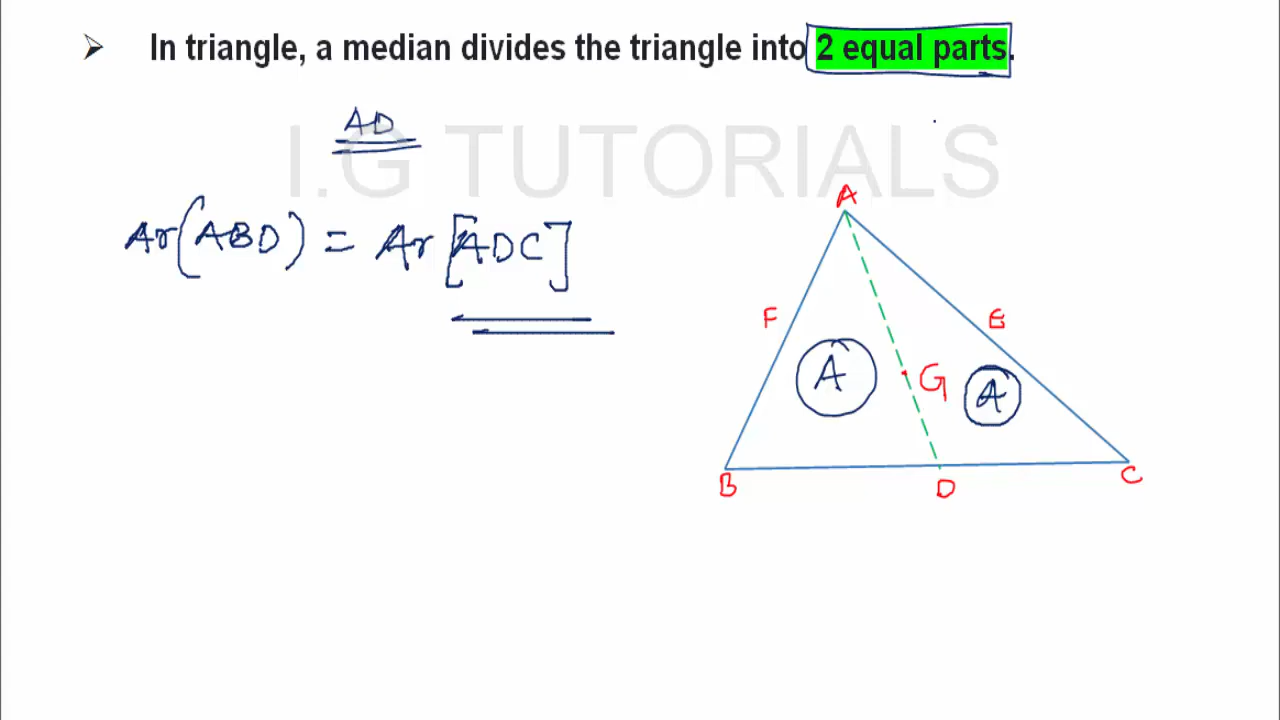 ➢ In triangle, a median divides the triangle into 2 equal parts.
AD
I.G TUTORIALS
Ar(ABD) = Ar[ADC]
A
F
E
A
G
A
B
D
C